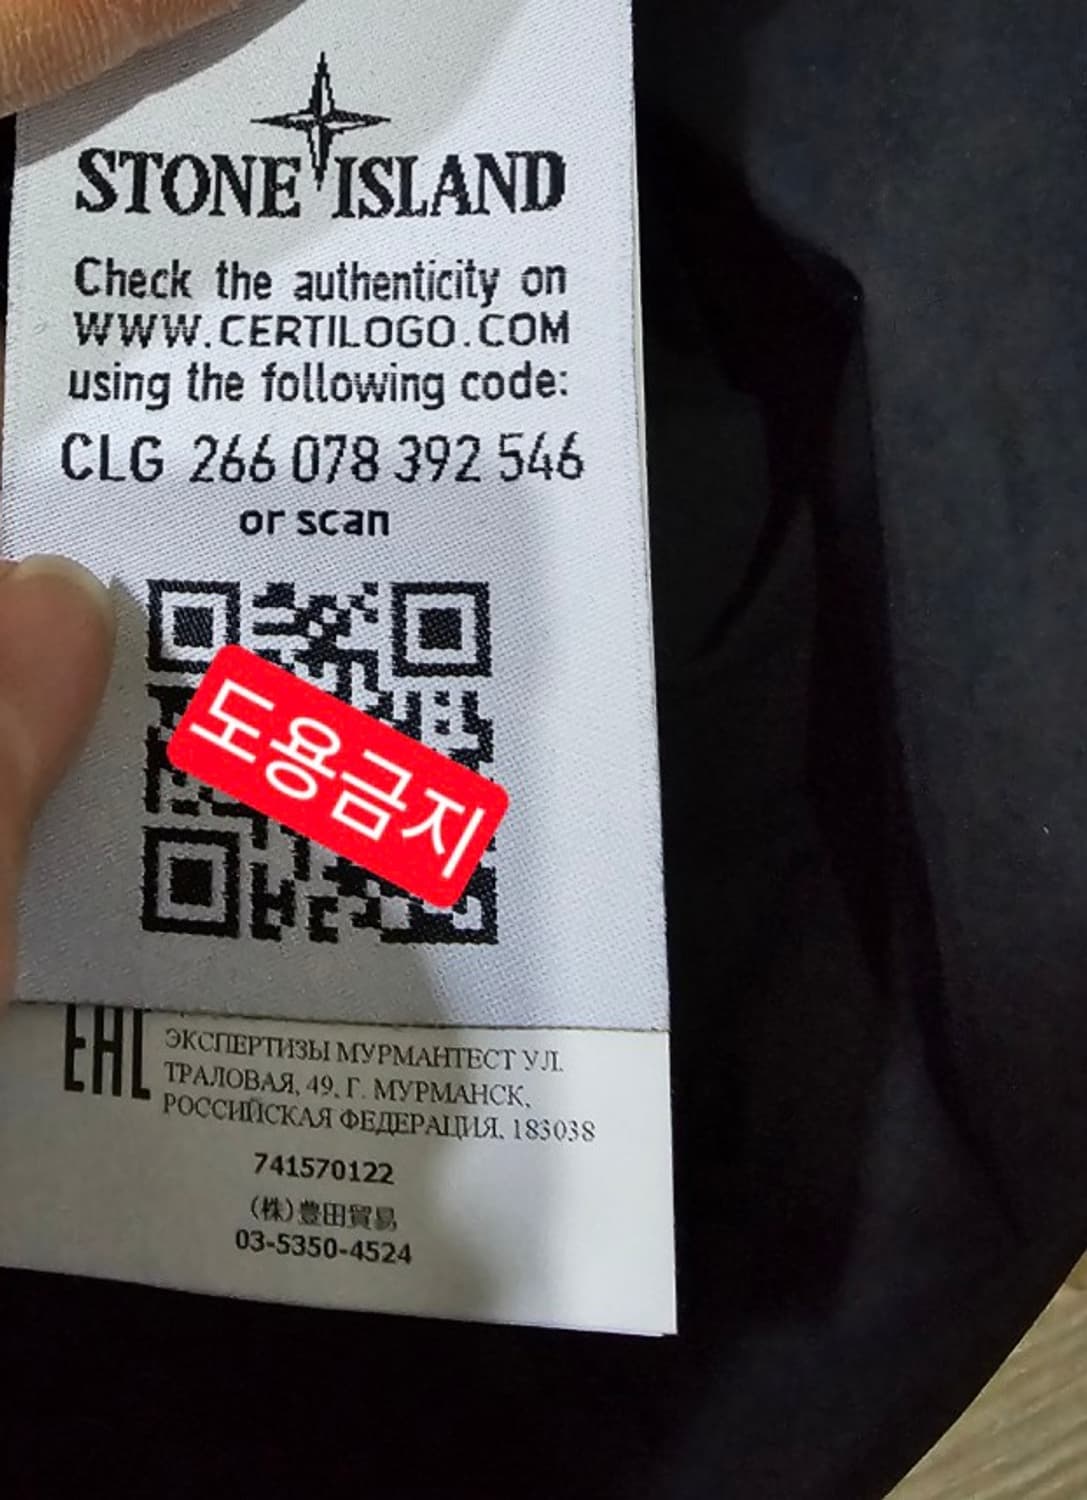 STONE ISLAND
Check the authenticity on
WWW.CERTILOGO.COM
using the following code:
CLG 266 078 392 546
or scan
도용금지
EAC
ЭКСПЕРТИЗЫ МУРМАНТЕСТ УЛ.
ТРАЛОВАЯ, 49, Г. МУРМАНСК,
РОССИЙСКАЯ ФЕДЕРАЦИЯ, 183038
741570122
(株)豊田貿易
03-5350-4524